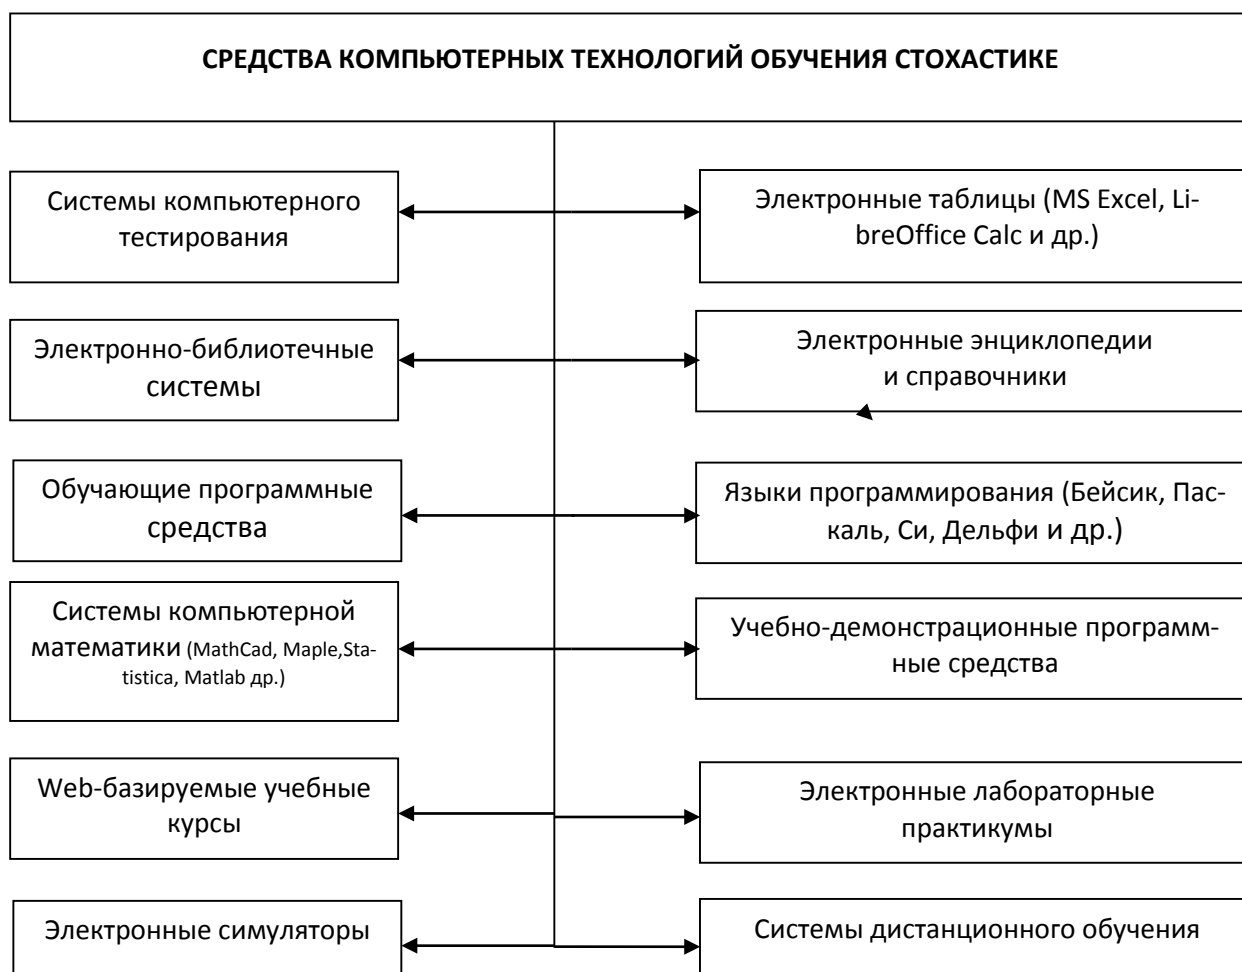 СРЕДСТВА КОМПЬЮТЕРНЫХ ТЕХНОЛОГИЙ ОБУЧЕНИЯ СТОХАСТИКЕ
Системы компьютерного
тестирования
Электронные таблицы (MS Excel, Li-
breOffice Calc и др.)
Электронно-библиотечные
системы
Электронные энциклопедии
и справочники
Обучающие программные
средства
Языки программирования (Бейсик, Пас-
каль, Си, Дельфи и др.)
Системы компьютерной
математики (MathCad, Maple,Sta-
tistica, Matlab др.)
Учебно-демонстрационные программ-
ные средства
Web-базируемые учебные
курсы
Электронные лабораторные
практикумы
Электронные симуляторы
Системы дистанционного обучения